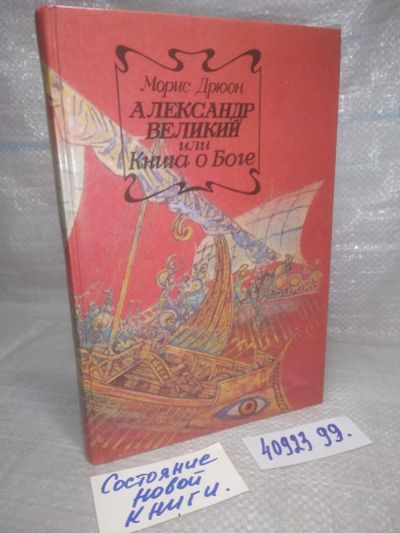 Морис Дрюон
АЛЕКСАНДР
ВЕЛИКИЙ
или
Книга о Боге
40923 99.
Состояние
новой
книги.